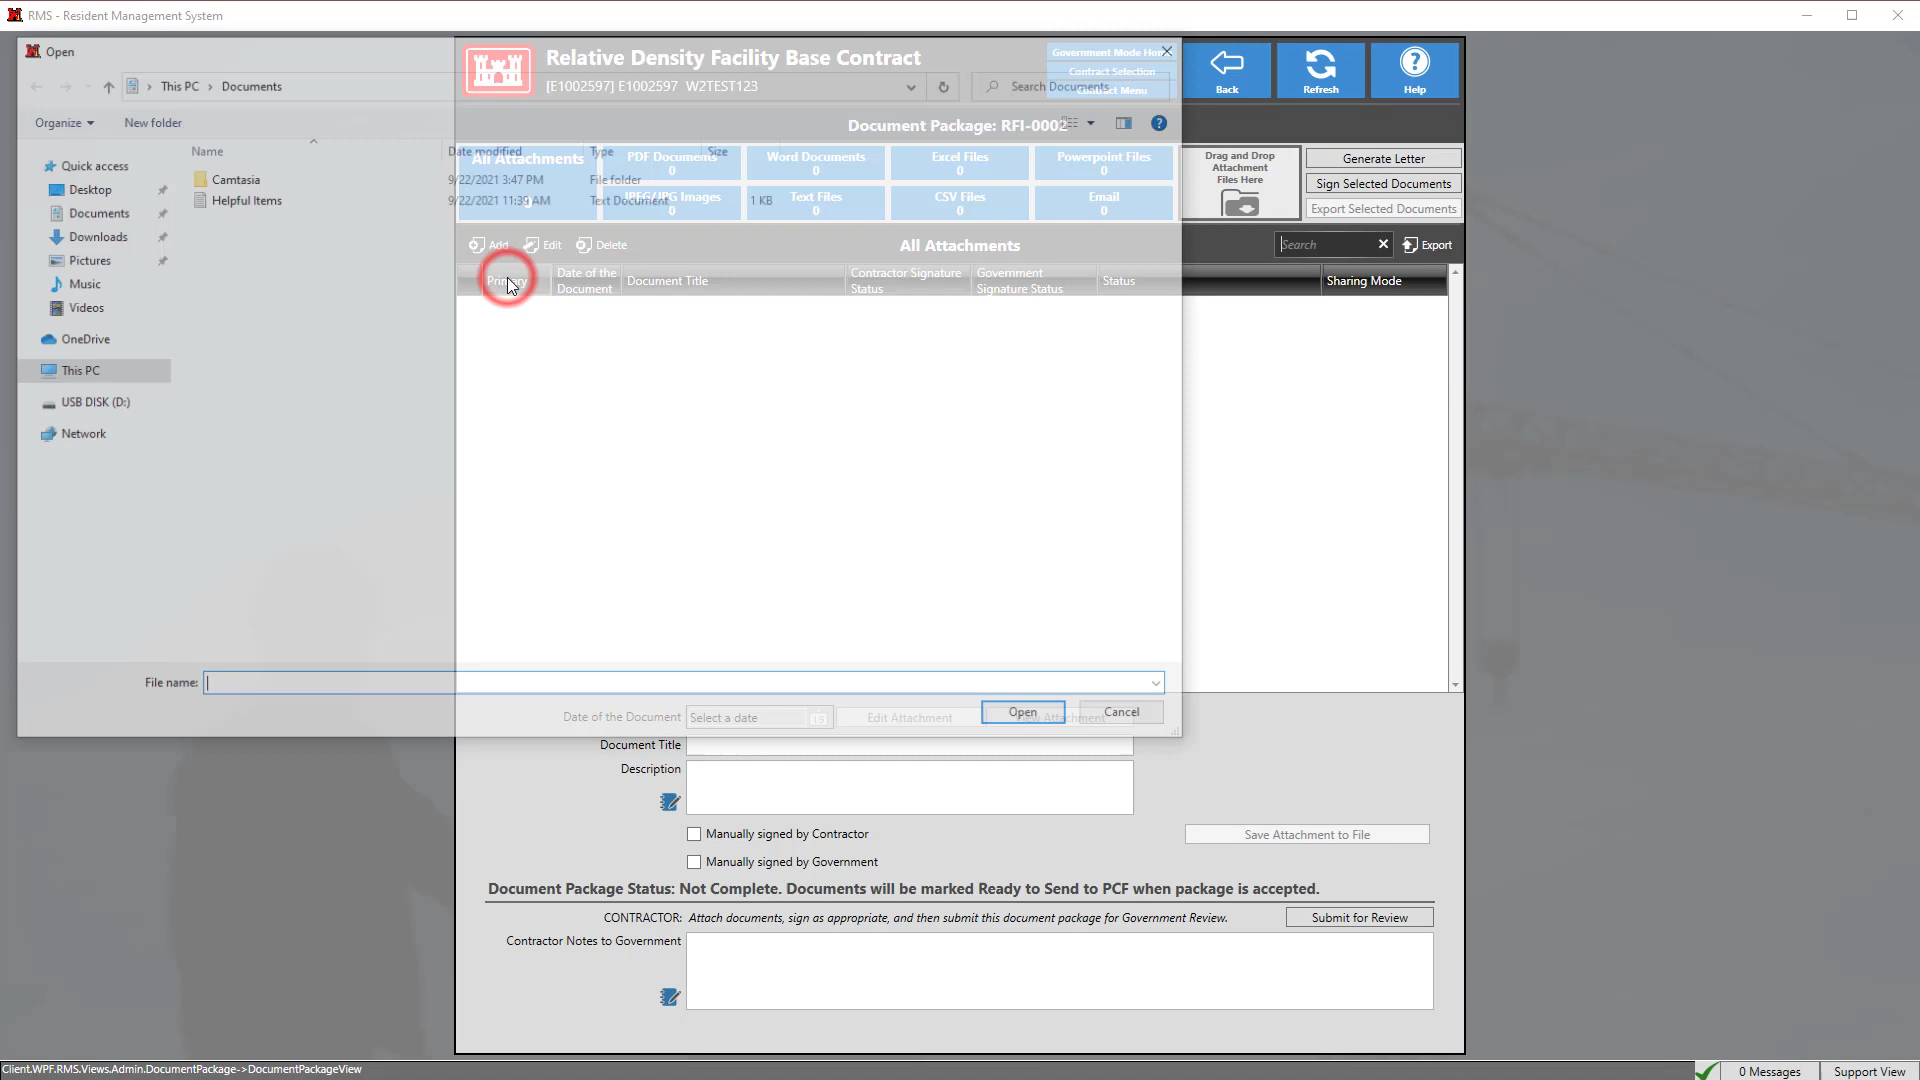 RMS - Resident Management System
Open
This PC > Documents
Search Documents
Organize
New folder
Name
Date modified
Type
Size
Camtasia
9/22/2021 3:47 PM
File folder
Helpful Items
9/22/2021 11:39 AM
Text Document
1 KB
Quick access
Desktop
Documents
Downloads
Pictures
Music
Videos
OneDrive
This PC
USB DISK (D:)
Network
File name:
Open
Cancel
Relative Density Facility Base Contract
[E1002597] E1002597 W2TEST123
Government Mode Home
Contract Selection
Contract Menu
Back
Refresh
Help
Document Package: RFI-0002
All Attachments
0
PDF Documents
0
Word Documents
0
Excel Files
0
Powerpoint Files
0
JPEG/JPG Images
0
Text Files
0
CSV Files
0
Email
0
Drag and Drop
Attachment
Files Here
Generate Letter
Sign Selected Documents
Export Selected Documents
Add
Edit
Delete
All Attachments
Search
Export
Primary
Date of the
Document
Document Title
Contractor Signature
Status
Government
Signature Status
Status
Sharing Mode
Date of the Document
Select a date
15
Edit Attachment
View Attachment
Document Title
Description
Manually signed by Contractor
Save Attachment to File
Manually signed by Government
Document Package Status: Not Complete. Documents will be marked Ready to Send to PCF when package is accepted.
CONTRACTOR: Attach documents, sign as appropriate, and then submit this document package for Government Review.
Submit for Review
Contractor Notes to Government
Client.WPF.RMS.Views.Admin.DocumentPackage->DocumentPackageView
0 Messages
Support View